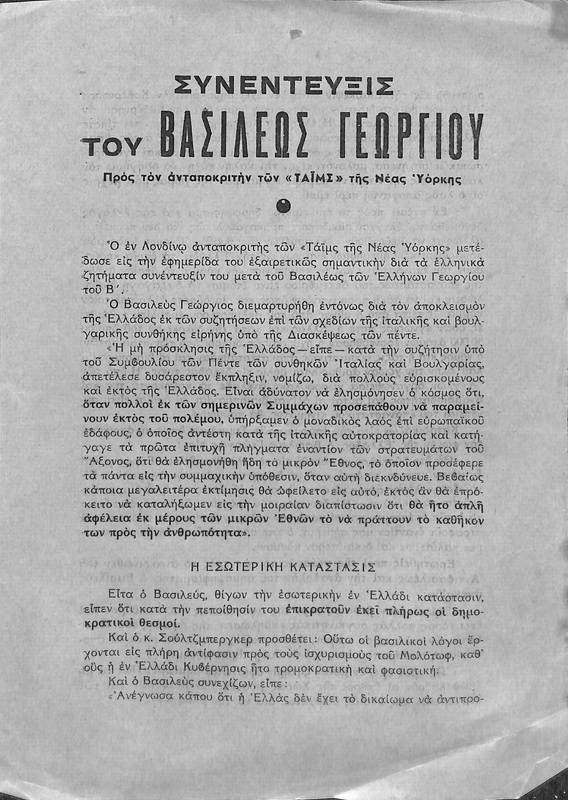 ΣΥΝΕΝΤΕΥΞΙΣ
ΤΟΥ ΒΑΣΙΛΕΩΣ ΓΕΩΡΓΙΟΥ
Πρὸς τὸν ἀνταποκριτὴν τῶν «ΤΑΪΜΣ» τῆς Νέας Ὑόρκης
Ὁ ἐν Λονδίνῳ ἀνταποκριτὴς τῶν «Τάϊμς τῆς Νέας Ὑόρκης» μετέ-
δωσε εἰς τὴν ἐφημερίδα του ἐξαιρετικῶς σημαντικὴν διὰ τὰ ἑλληνικὰ
ζητήματα συνέντευξίν του μετὰ τοῦ Βασιλέως τῶν Ἑλλήνων Γεωργίου
τοῦ Β΄.
Ὁ Βασιλεὺς Γεώργιος διεμαρτυρήθη ἐντόνως διὰ τὸν ἀποκλεισμὸν
τῆς Ἑλλάδος ἐκ τῶν συζητήσεων ἐπὶ τῶν σχεδίων τῆς ἰταλικῆς καὶ βουλ-
γαρικῆς συνθήκης εἰρήνης ὑπὸ τῆς Διασκέψεως τῶν πέντε.
«Ἡ μὴ πρόσκλησις τῆς Ἑλλάδος — εἶπε — κατὰ τὴν συζήτησιν ὑπὸ
τοῦ Συμβουλίου τῶν Πέντε τῶν συνθηκῶν Ἰταλίας καὶ Βουλγαρίας,
ἀπετέλεσε δυσάρεστον ἔκπληξιν, νομίζω, διὰ πολλοὺς εὑρισκομένους
καὶ ἐκτὸς τῆς Ἑλλάδος. Εἶναι ἀδύνατον νὰ ἐλησμόνησεν ὁ κόσμος ὅτι,
ὅταν πολλοὶ ἐκ τῶν σημερινῶν Συμμάχων προσεπάθουν νὰ παραμεί-
νουν ἐκτὸς τοῦ πολέμου, ὑπήρξαμεν ὁ μοναδικὸς λαὸς ἐπὶ εὐρωπαϊκοῦ
ἐδάφους, ὁ ὁποῖος ἀντέστη κατὰ τῆς ἰταλικῆς αὐτοκρατορίας καὶ κατή-
γαγε τὰ πρῶτα ἐπιτυχῆ πλήγματα ἐναντίον τῶν στρατευμάτων τοῦ
Ἄξονος, ὅτι θὰ ἐλησμονήθη ἤδη τὸ μικρὸν Ἔθνος, τὸ ὁποῖον προσέφερε
τὰ πάντα εἰς τὴν συμμαχικὴν ὑπόθεσιν, ὅταν αὐτὴ διεκινδύνευε. Βεβαίως
κάποια μεγαλειτέρα ἐκτίμησις θὰ ὠφείλετο εἰς αὐτό, ἐκτὸς ἂν θὰ ἐπρό-
κειτο νὰ καταλήξωμεν εἰς τὴν μοιραίαν διαπίστωσιν ὅτι θὰ ἦτο ἁπλῆ
ἀφέλεια ἐκ μέρους τῶν μικρῶν Ἐθνῶν τὸ νὰ πράττουν τὸ καθῆκον
των πρὸς τὴν ἀνθρωπότητα».
Η ΕΣΩΤΕΡΙΚΗ ΚΑΤΑΣΤΑΣΙΣ
Εἶτα ὁ Βασιλεύς, θίγων τὴν ἐσωτερικὴν ἐν Ἑλλάδι κατάστασιν,
εἶπεν ὅτι κατὰ τὴν πεποίθησίν του ἐπικρατοῦν ἐκεῖ πλήρως οἱ δημο-
κρατικοὶ θεσμοί.
Καὶ ὁ κ. Σούλτζμπεργκερ προσθέτει: Οὕτω οἱ βασιλικοὶ λόγοι ἔρ-
χονται εἰς πλήρη ἀντίφασιν πρὸς τοὺς ἰσχυρισμοὺς τοῦ Μολότωφ, καθ'
οὓς ἡ ἐν Ἑλλάδι Κυβέρνησις ἦτο τρομοκρατικὴ καὶ φασιστική.
Καὶ ὁ Βασιλεὺς συνεχίζων, εἶπε:
«Ἀνέγνωσα κάπου ὅτι ἡ Ἑλλὰς δὲν ἔχει τὸ δικαίωμα νὰ ἀντιπρο-